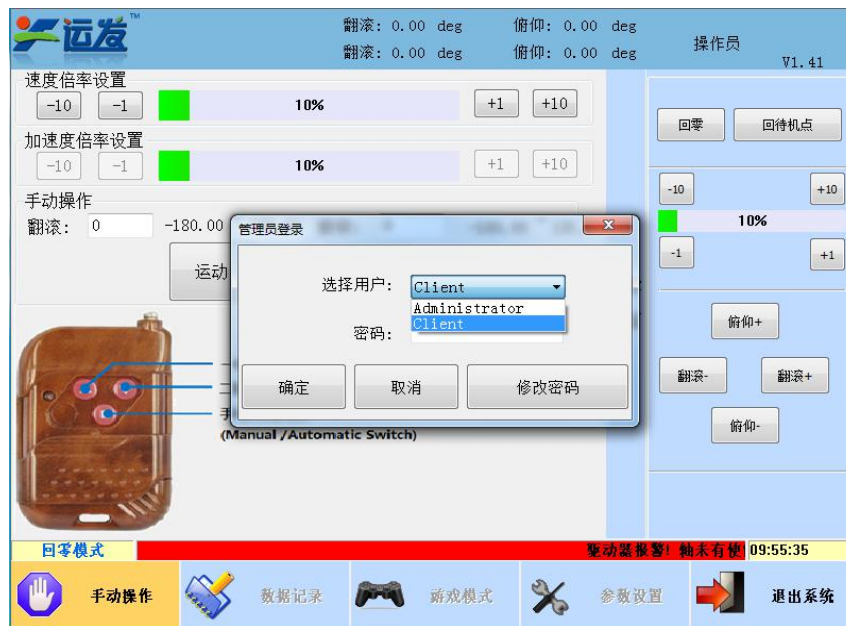 运发™
翻滚: 0.00 deg 俯仰: 0.00 deg
翻滚: 0.00 deg 俯仰: 0.00 deg
操作员
V1.41
速度倍率设置
-10 -1 10% +1 +10
加速度倍率设置
-10 -1 10% +1 +10
手动操作
翻滚: 0 -180.00
运动
管理员登录
选择用户: Client
Administrator
Client
密码:
确定 取消 修改密码
(Manual /Automatic Switch)
回零 回待机点
-10 +10
10%
-1 +1
俯仰+
翻滚- 翻滚+
俯仰-
回零模式 驱动器报警! 轴未有使 09:55:35
手动操作 数据记录 游戏模式 参数设置 退出系统